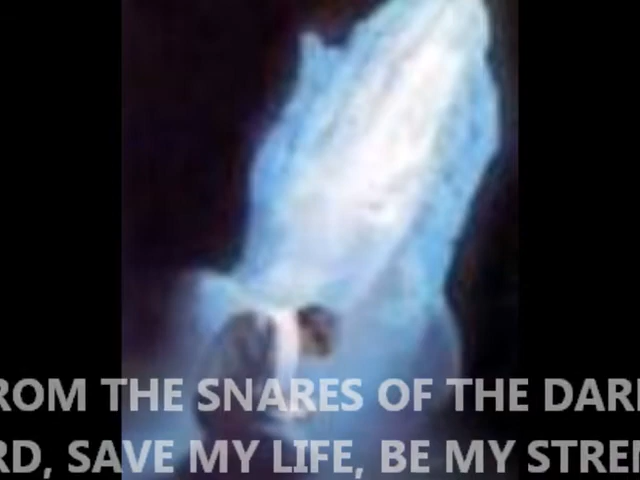 ROM THE SNARES OF THE DAR
RD, SAVE MY LIFE, BE MY STREN